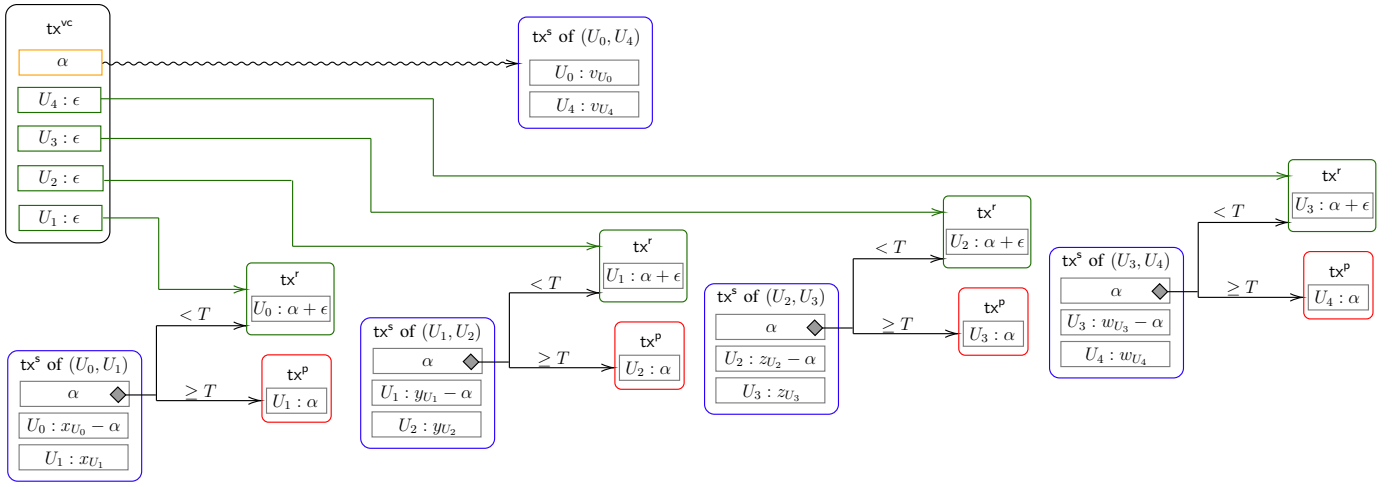 tx^vc
α
U_4 : ϵ
U_3 : ϵ
U_2 : ϵ
U_1 : ϵ
tx^s of (U_0, U_4)
U_0 : v_{U_0}
U_4 : v_{U_4}
tx^s of (U_0, U_1)
α
U_0 : x_{U_0} − α
U_1 : x_{U_1}
< T
≥ T
tx^r
U_0 : α + ϵ
tx^p
U_1 : α
tx^s of (U_1, U_2)
α
U_1 : y_{U_1} − α
U_2 : y_{U_2}
< T
≥ T
tx^r
U_1 : α + ϵ
tx^p
U_2 : α
tx^s of (U_2, U_3)
α
U_2 : z_{U_2} − α
U_3 : z_{U_3}
< T
≥ T
tx^r
U_2 : α + ϵ
tx^p
U_3 : α
tx^s of (U_3, U_4)
α
U_3 : w_{U_3} − α
U_4 : w_{U_4}
< T
≥ T
tx^r
U_3 : α + ϵ
tx^p
U_4 : α